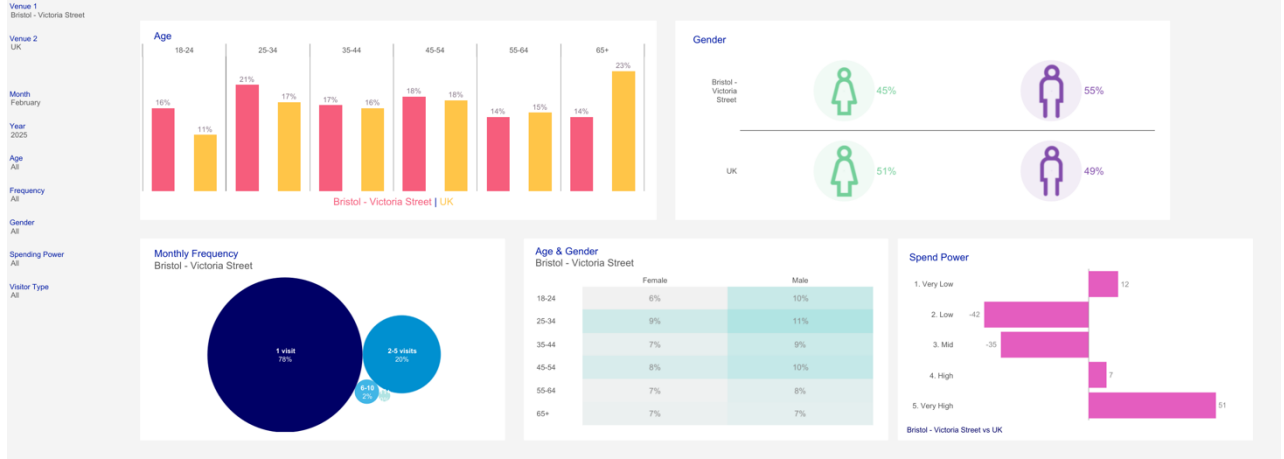 Venue 1
Bristol - Victoria Street
Venue 2
UK
Month
February
Year
2025
Age
All
Frequency
All
Gender
All
Spending Power
All
Visitor Type
All
Age
18-24 25-34 35-44 45-54 55-64 65+
16% 11% 21% 17% 17% 16% 18% 18% 14% 15% 14% 23%
Bristol - Victoria Street | UK
Gender
Bristol -
Victoria
Street
45% 55%
UK 51% 49%
Monthly Frequency
Bristol - Victoria Street
1 visit
78%
2-5 visits
20%
6-10
2%
Age & Gender
Bristol - Victoria Street
Female Male
18-24 6% 10%
25-34 9% 11%
35-44 7% 9%
45-54 8% 10%
55-64 7% 8%
65+ 7% 7%
Spend Power
1. Very Low 12
2. Low -42
3. Mid -35
4. High 7
5. Very High 51
Bristol - Victoria Street vs UK